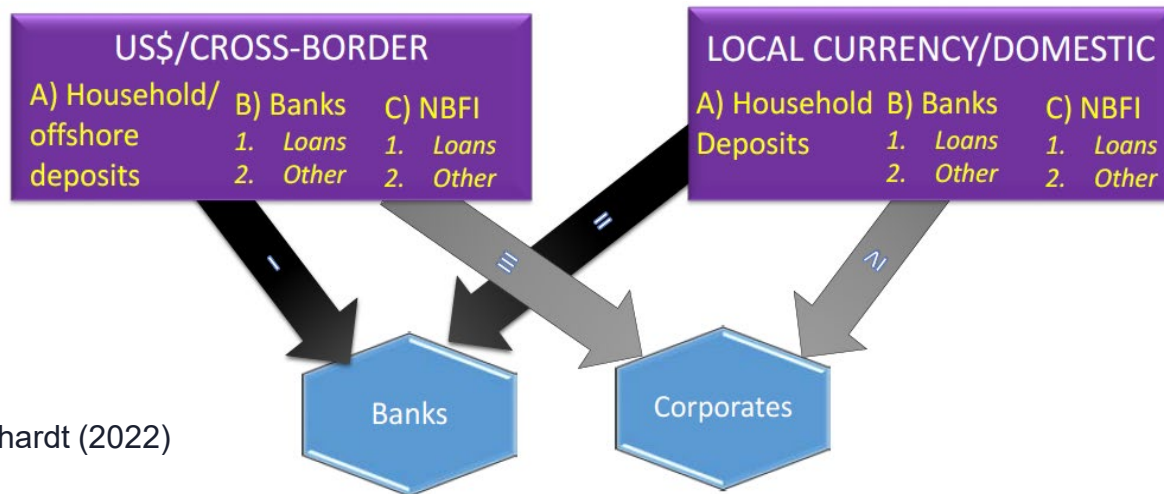 US$/CROSS-BORDER
A) Household/
offshore
deposits
B) Banks
1. Loans
2. Other
C) NBFI
1. Loans
2. Other
LOCAL CURRENCY/DOMESTIC
A) Household
Deposits
B) Banks
1. Loans
2. Other
C) NBFI
1. Loans
2. Other
I
II
III
IV
Banks
Corporates
hardt (2022)